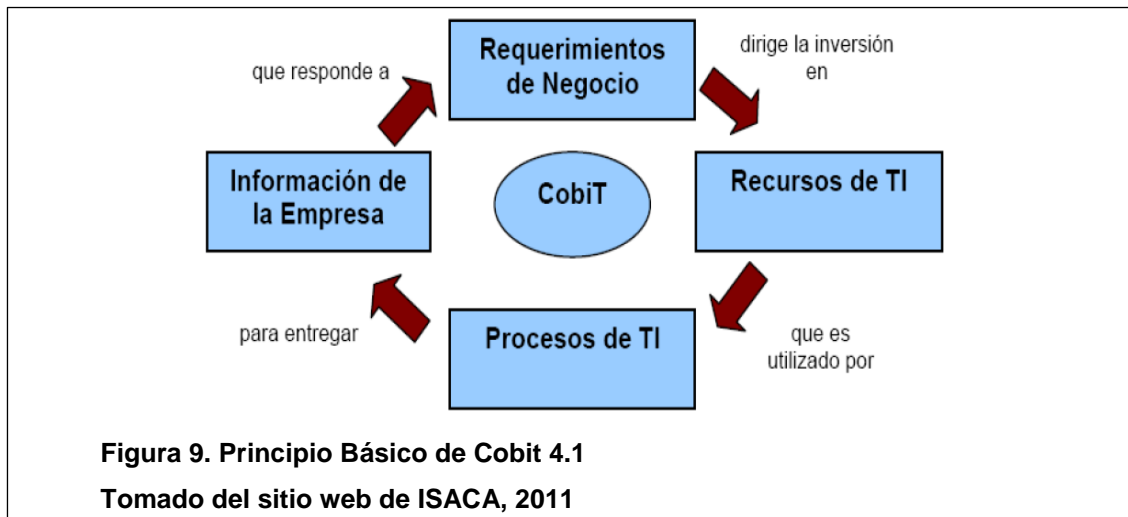 Requerimientos
de Negocio
dirige la inversión
en
Recursos de TI
que es
utilizado por
Procesos de TI
para entregar
Información de
la Empresa
que responde a
CobiT
Figura 9. Principio Básico de Cobit 4.1
Tomado del sitio web de ISACA, 2011